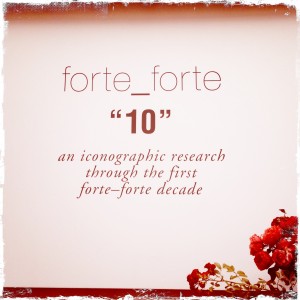 forte_forte
“10”
an iconographic research
through the first
forte–forte decade